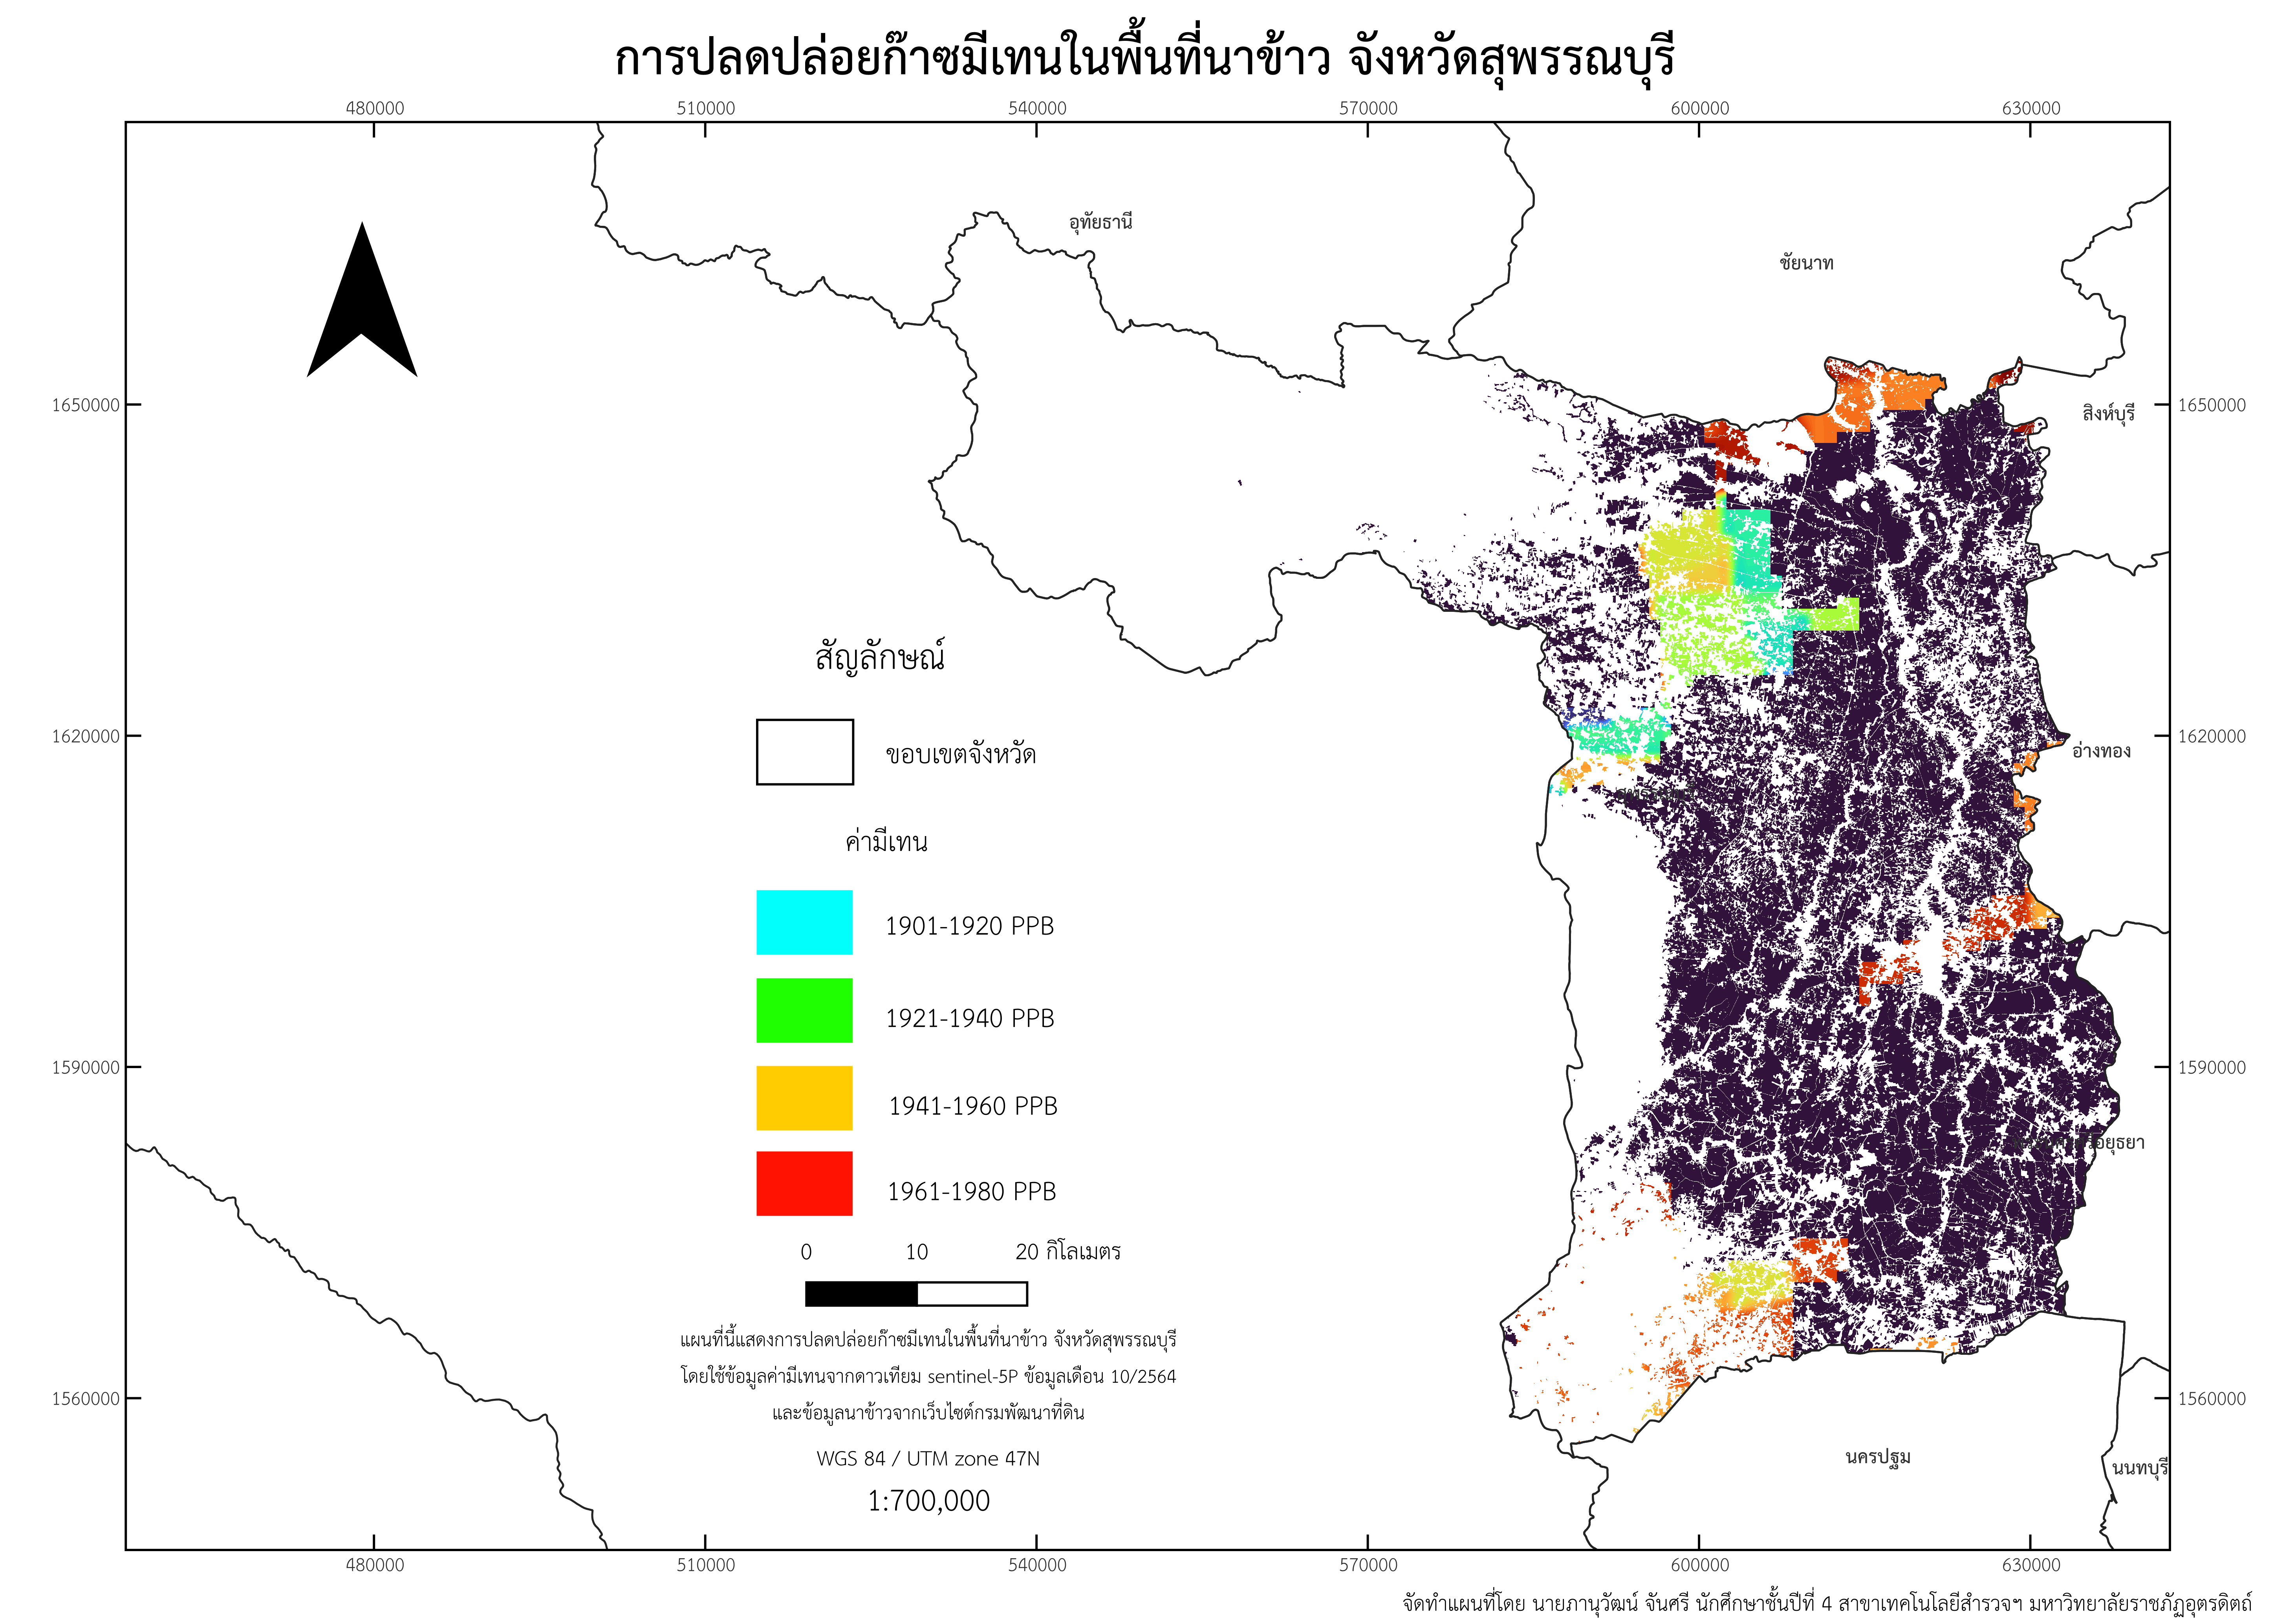 การปลดปล่อยก๊าซมีเทนในพื้นที่นาข้าว จังหวัดสุพรรณบุรี
480000 510000 540000 570000 600000 630000
อุทัยธานี
ชัยนาท
1650000 1650000
สิงห์บุรี
สัญลักษณ์
1620000 1620000
อ่างทอง
ขอบเขตจังหวัด
ค่ามีเทน
1901-1920 PPB
1921-1940 PPB
1590000 1590000
1941-1960 PPB
1961-1980 PPB
0 10 20 กิโลเมตร
แผนที่นี้แสดงการปลดปล่อยก๊าซมีเทนในพื้นที่นาข้าว จังหวัดสุพรรณบุรี
โดยใช้ข้อมูลค่ามีเทนจากดาวเทียม sentinel-5P ข้อมูลเดือน 10/2564
1560000 1560000
และข้อมูลนาข้าวจากเว็บไซต์กรมพัฒนาที่ดิน
WGS 84 / UTM zone 47N
นครปฐม
นนทบุรี
1:700,000
480000 510000 540000 570000 600000 630000
จัดทำแผนที่โดย นายภานุวัฒน์ จันศรี นักศึกษาชั้นปีที่ 4 สาขาเทคโนโลยีสำรวจฯ มหาวิทยาลัยราชภัฏอุตรดิตถ์